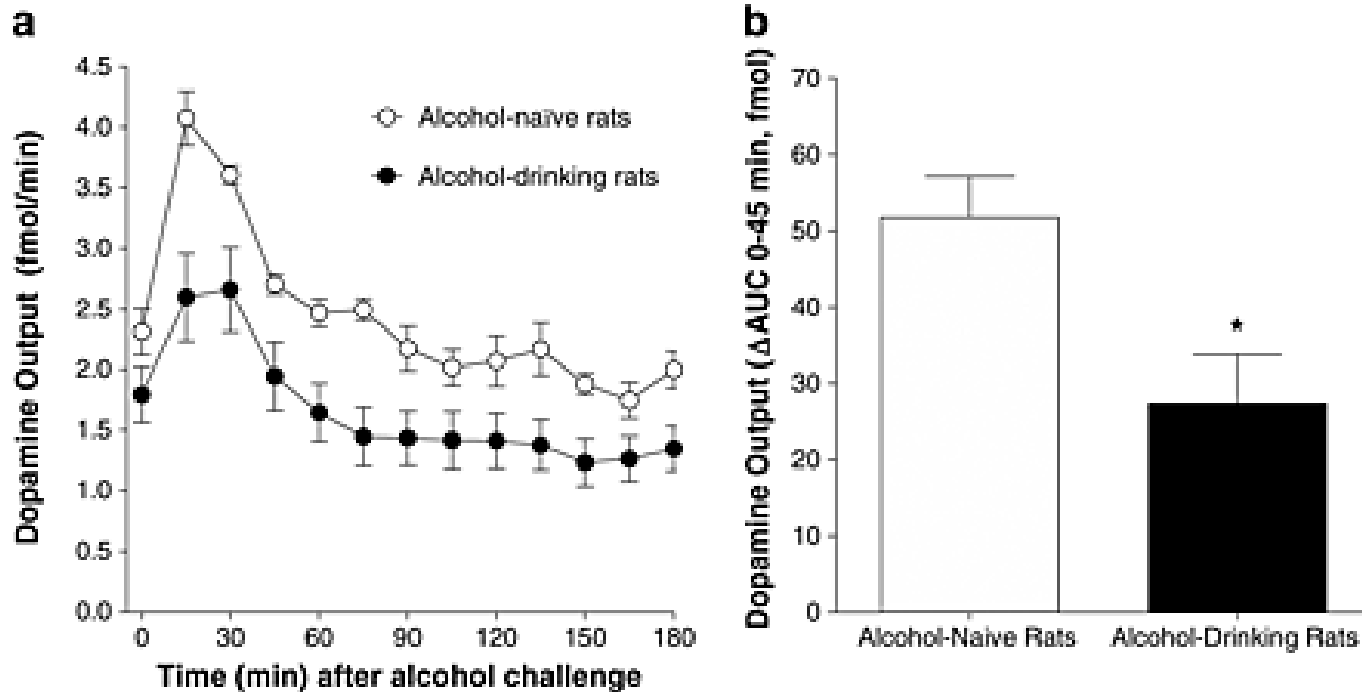 a
Dopamine Output (fmol/min)
4.5
4.0
3.5
3.0
2.5
2.0
1.5
1.0
0.5
0.0
Alcohol-naïve rats
Alcohol-drinking rats
0 30 60 90 120 150 180
Time (min) after alcohol challenge
b
Dopamine Output (ΔAUC 0-45 min, fmol)
70
60
50
40
30
20
10
0
*
Alcohol-Naive Rats Alcohol-Drinking Rats